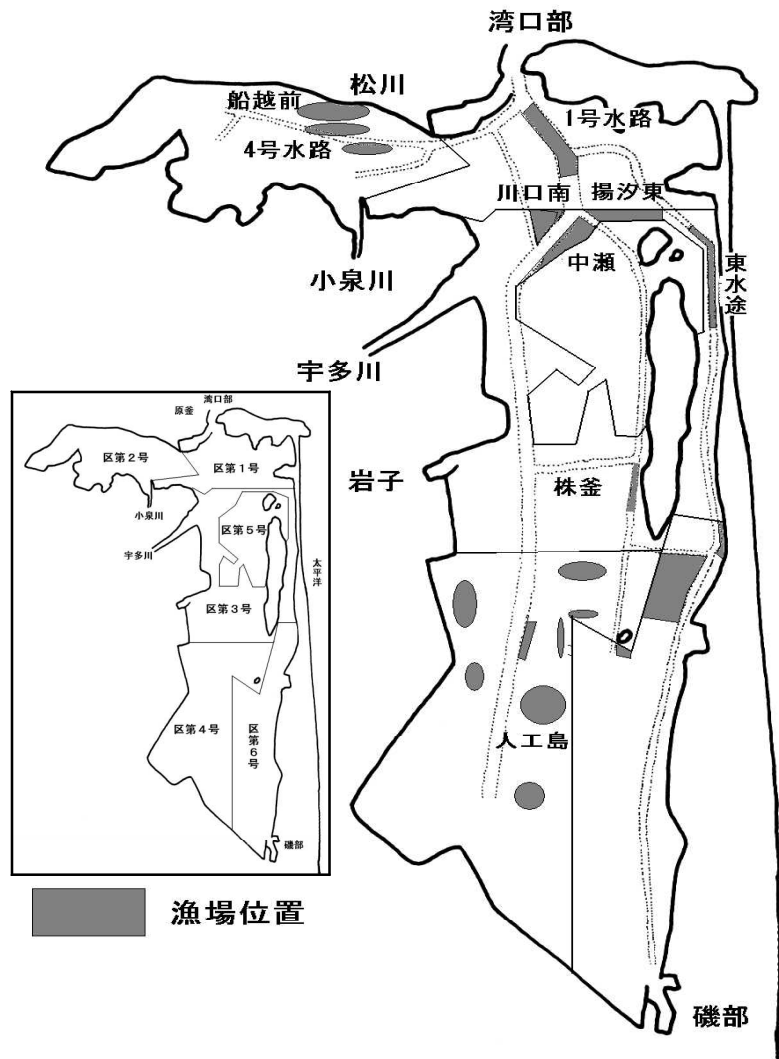 湾口部
松川
船越前
1号水路
4号水路
川口南
揚汐東
中瀬
東水途
小泉川
宇多川
岩子
株釜
人工島
磯部
湾口部
原釜
区第2号
区第1号
小泉川
区第5号
宇多川
太平洋
区第3号
区第4号
区第6号
磯部
漁場位置